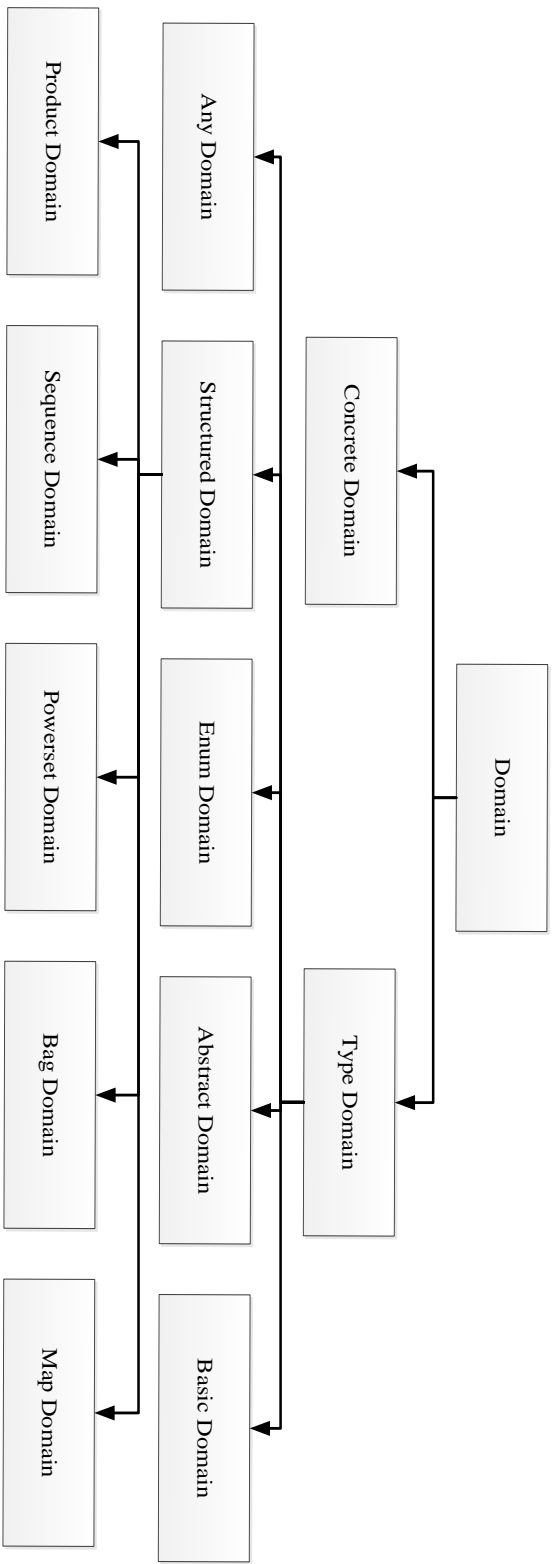 Domain
Concrete Domain
Type Domain
Any Domain
Structured Domain
Enum Domain
Abstract Domain
Basic Domain
Product Domain
Sequence Domain
Powerset Domain
Bag Domain
Map Domain